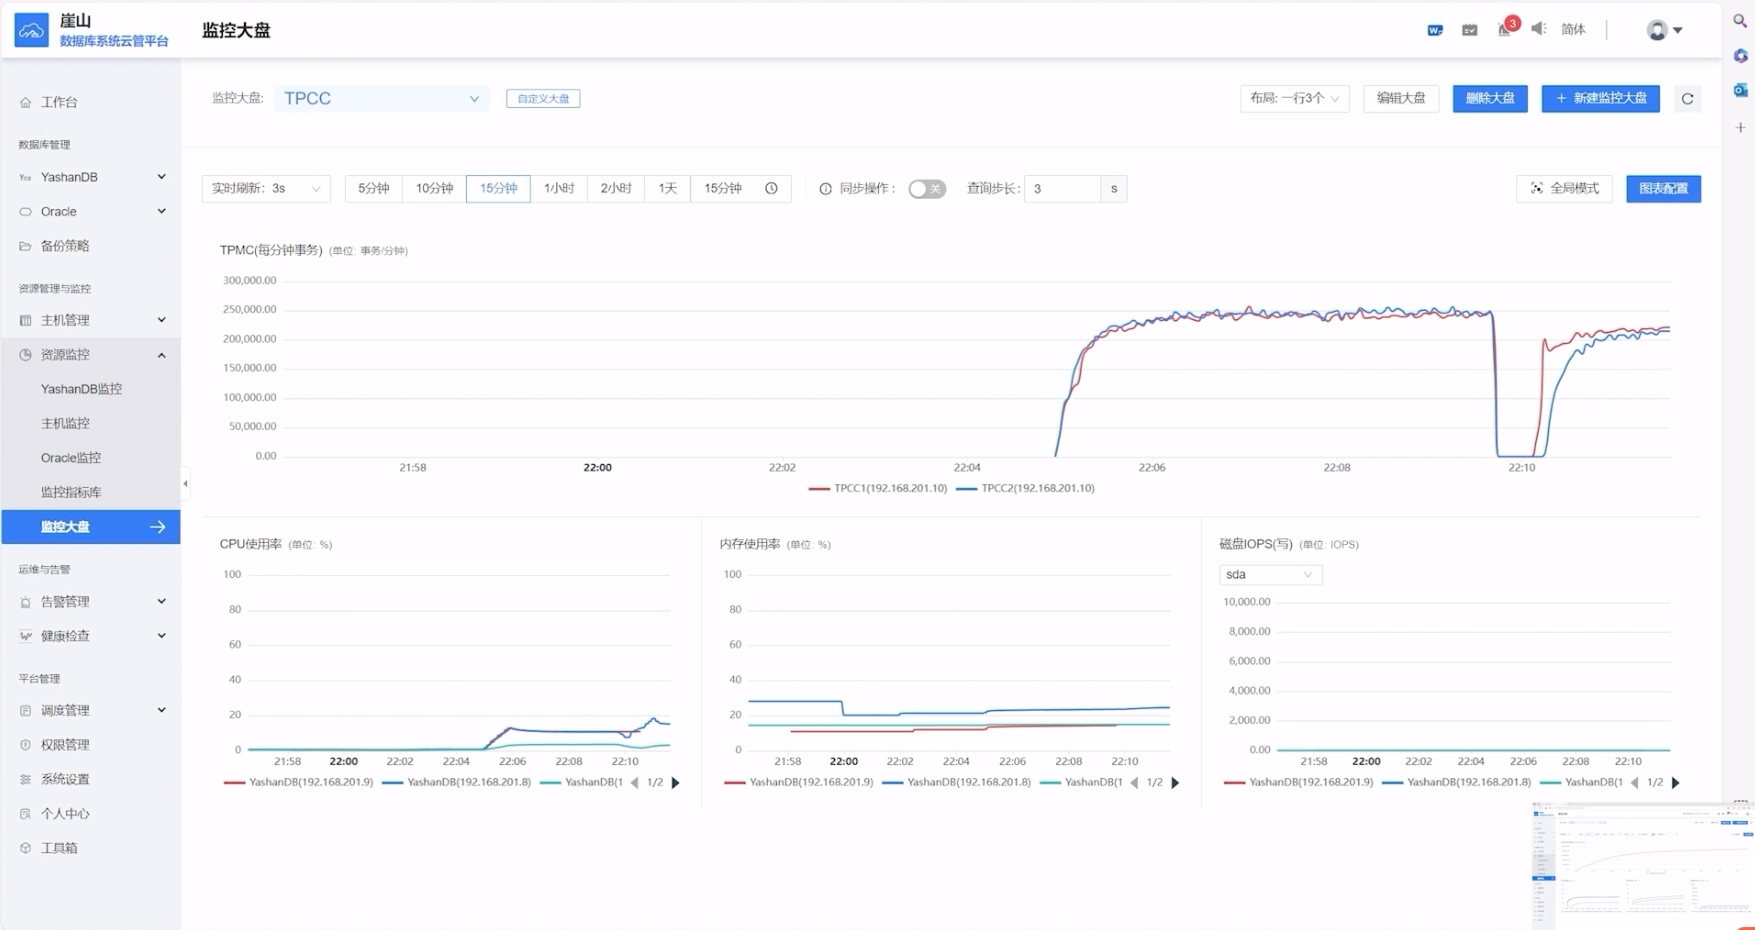 崖山
数据库系统云管平台
监控大盘
3
简体
工作台
数据库管理
YashanDB
Oracle
备份策略
资源管理与监控
主机管理
资源监控
YashanDB监控
主机监控
Oracle监控
监控指标库
监控大盘
运维与告警
告警管理
健康检查
平台管理
调度管理
权限管理
系统设置
个人中心
工具箱
监控大盘: TPCC 自定义大盘 布局: 一行3个 编辑大盘 删除大盘 + 新建监控大盘
实时刷新: 3s 5分钟 10分钟 15分钟 1小时 2小时 1天 15分钟 同步操作: 关 查询步长: 3 s 全局模式 图表配置
TPMC(每分钟事务) (单位: 事务/分钟)
300,000.00
250,000.00
200,000.00
150,000.00
100,000.00
50,000.00
0.00
21:58 22:00 22:02 22:04 22:06 22:08 22:10
TPCC1(192.168.201.10) TPCC2(192.168.201.10)
CPU使用率 (单位: %)
100
80
60
40
20
0
21:58 22:00 22:02 22:04 22:06 22:08 22:10
YashanDB(192.168.201.9) YashanDB(192.168.201.8) YashanDB(1 1/2
内存使用率 (单位: %)
100
80
60
40
20
0
21:58 22:00 22:02 22:04 22:06 22:08 22:10
YashanDB(192.168.201.9) YashanDB(192.168.201.8) YashanDB(1 1/2
磁盘IOPS(写) (单位: IOPS)
sda
10,000.00
8,000.00
6,000.00
4,000.00
2,000.00
0.00
21:58 22:00 22:02 22:04 22:06 22:08 22:10
YashanDB(192.168.201.9) YashanDB(192.168.201.8) YashanDB(1 1/2